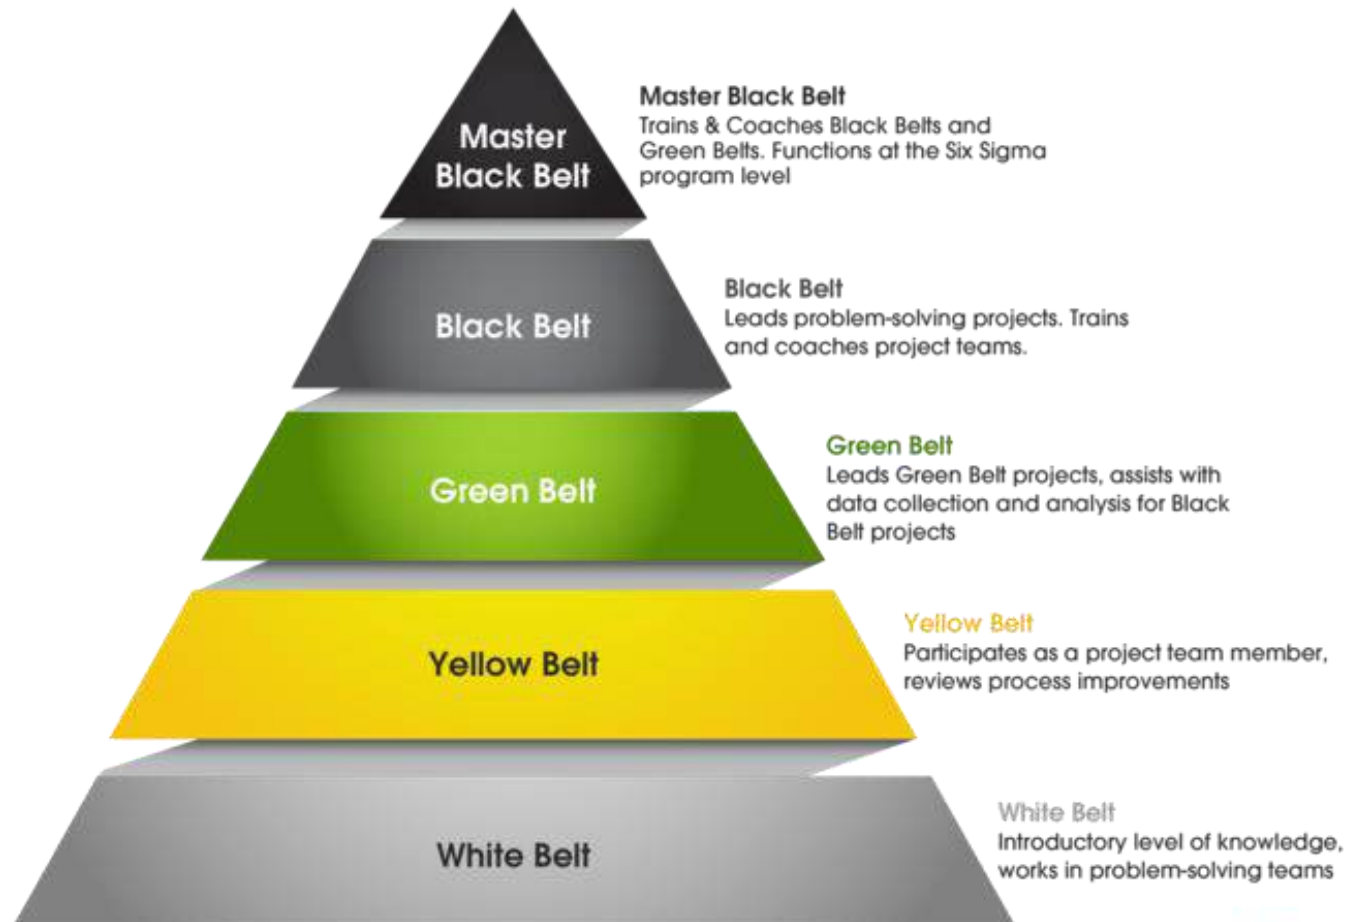 Master
Black Belt
Master Black Belt
Trains & Coaches Black Belts and
Green Belts. Functions at the Six Sigma
program level
Black Belt
Black Belt
Leads problem-solving projects. Trains
and coaches project teams.
Green Belt
Green Belt
Leads Green Belt projects, assists with
data collection and analysis for Black
Belt projects
Yellow Belt
Yellow Belt
Participates as a project team member,
reviews process improvements
White Belt
White Belt
Introductory level of knowledge,
works in problem-solving teams